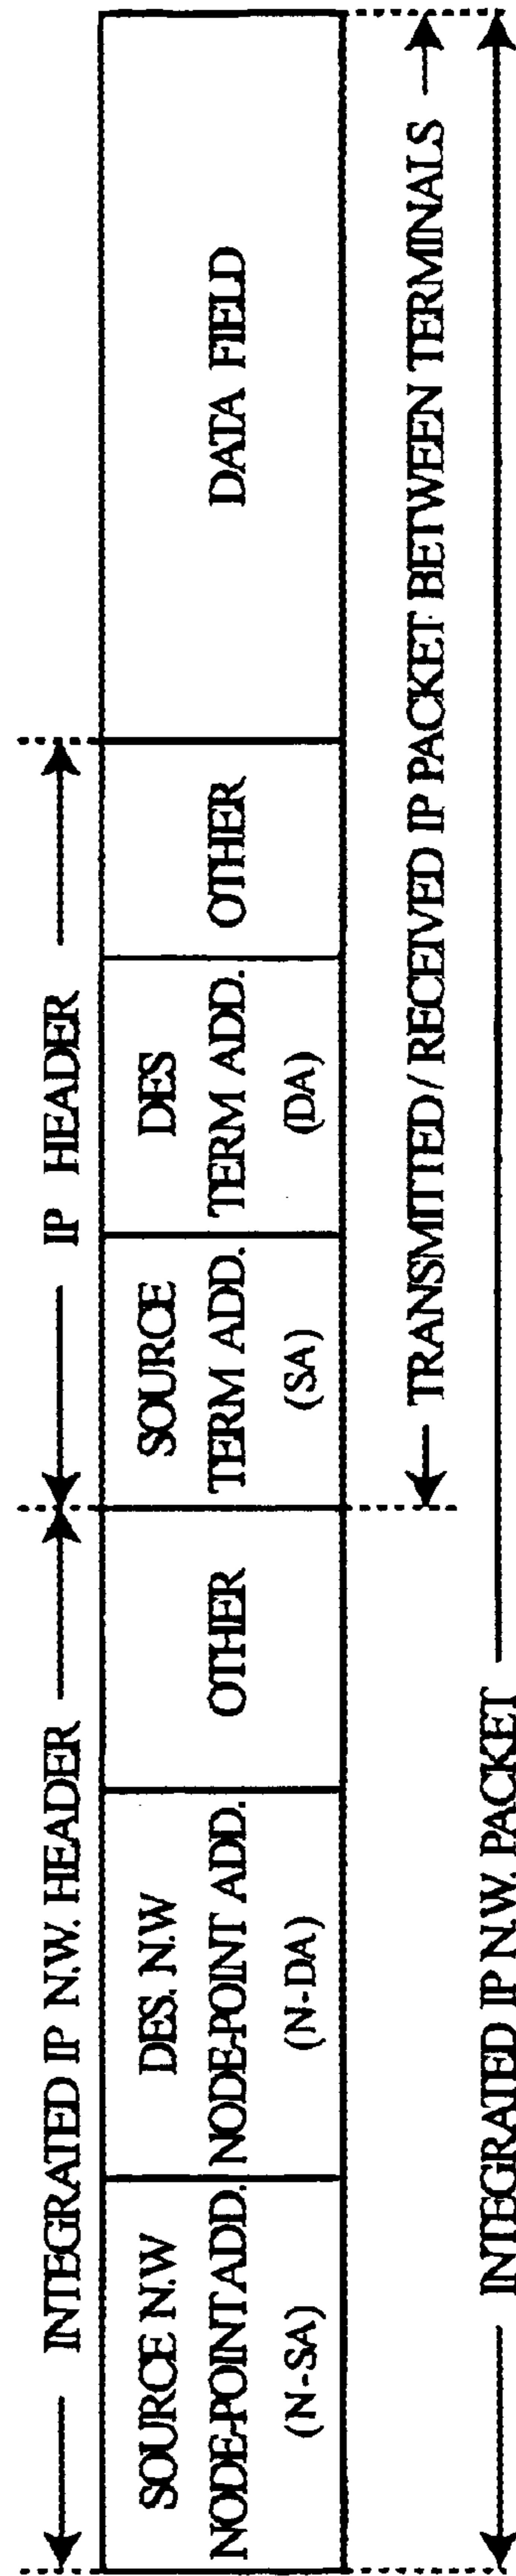 INTEGRATED IP N.W. HEADER
IP HEADER
SOURCE N.W
NODE-POINT ADD.
(N-SA)
DES. N.W
NODE-POINT ADD.
(N-DA)
OTHER
SOURCE
TERM ADD.
(SA)
DES
TERM ADD.
(DA)
OTHER
DATA FIELD
TRANSMITTED / RECEIVED IP PACKET BETWEEN TERMINALS
INTEGRATED IP N.W. PACKET